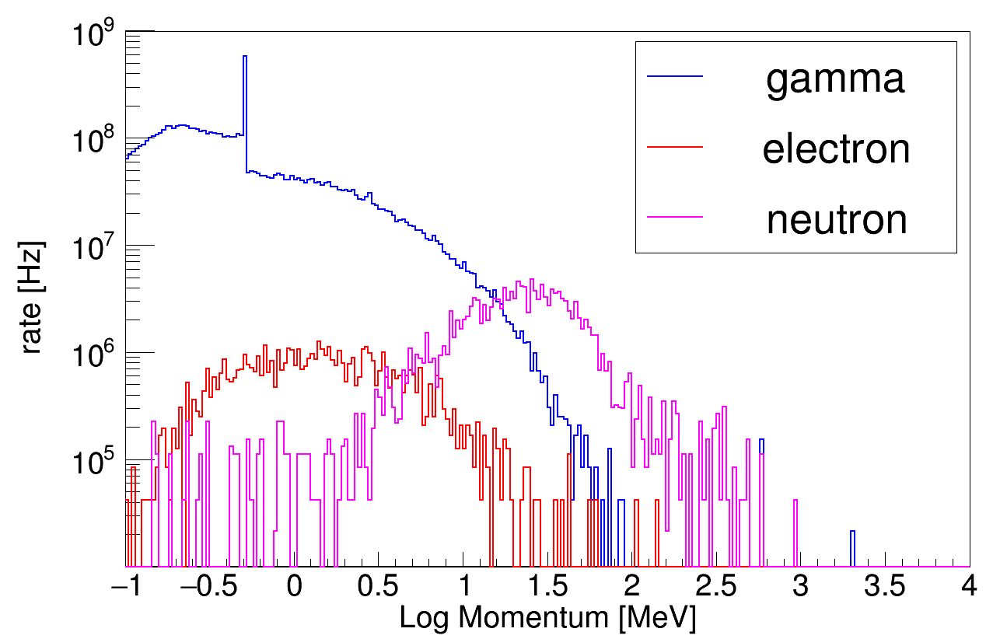 10⁹
10⁸
10⁷
10⁶
10⁵
rate [Hz]
gamma
electron
neutron
−1 −0.5 0 0.5 1 1.5 2 2.5 3 3.5 4
Log Momentum [MeV]